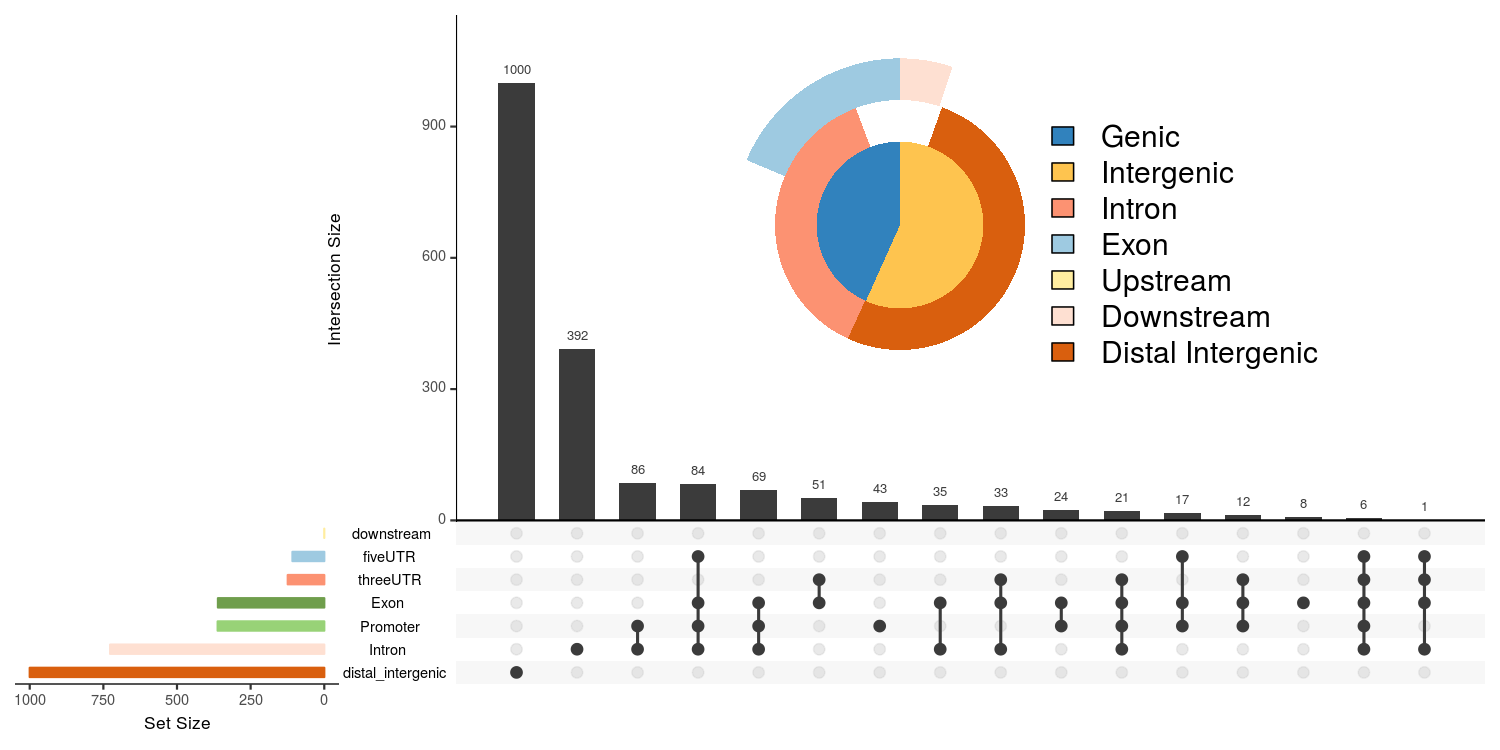 Intersection Size
900
600
300
0
1000
392
86
84
69
51
43
35
33
24
21
17
12
8
6
1
Genic
Intergenic
Intron
Exon
Upstream
Downstream
Distal Intergenic
downstream
fiveUTR
threeUTR
Exon
Promoter
Intron
distal_intergenic
1000 750 500 250 0
Set Size